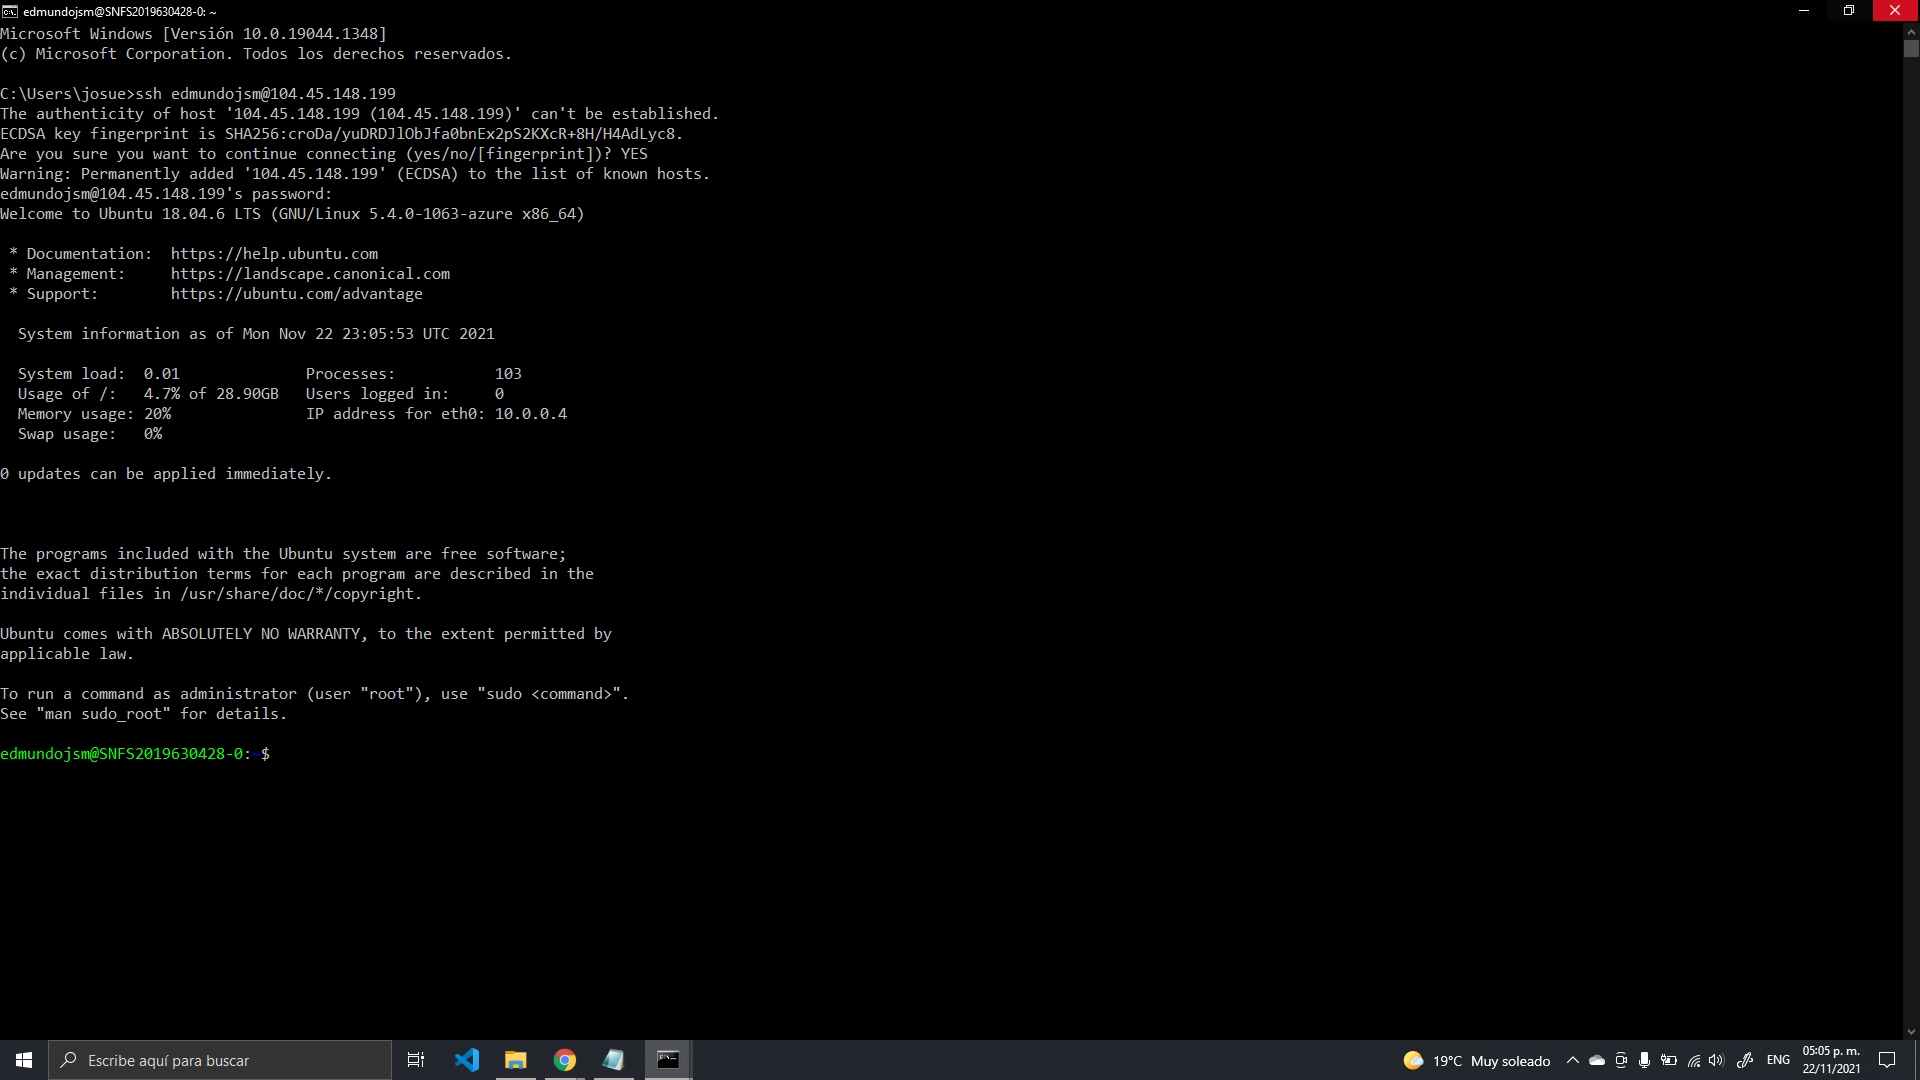 edmundojsm@SNFS2019630428-0: ~
Microsoft Windows [Versión 10.0.19044.1348]
(c) Microsoft Corporation. Todos los derechos reservados.
C:\Users\josue>ssh edmundojsm@104.45.148.199
The authenticity of host '104.45.148.199 (104.45.148.199)' can't be established.
ECDSA key fingerprint is SHA256:croDa/yuDRDJlObJfa0bnEx2pS2KXcR+8H/H4AdLyc8.
Are you sure you want to continue connecting (yes/no/[fingerprint])? YES
Warning: Permanently added '104.45.148.199' (ECDSA) to the list of known hosts.
edmundojsm@104.45.148.199's password:
Welcome to Ubuntu 18.04.6 LTS (GNU/Linux 5.4.0-1063-azure x86_64)
* Documentation:  https://help.ubuntu.com
* Management:     https://landscape.canonical.com
* Support:        https://ubuntu.com/advantage
System information as of Mon Nov 22 23:05:53 UTC 2021
System load:  0.01              Processes:           103
Usage of /:   4.7% of 28.90GB   Users logged in:     0
Memory usage: 20%               IP address for eth0: 10.0.0.4
Swap usage:   0%
0 updates can be applied immediately.
The programs included with the Ubuntu system are free software;
the exact distribution terms for each program are described in the
individual files in /usr/share/doc/*/copyright.
Ubuntu comes with ABSOLUTELY NO WARRANTY, to the extent permitted by
applicable law.
To run a command as administrator (user "root"), use "sudo <command>".
See "man sudo_root" for details.
edmundojsm@SNFS2019630428-0:~$
Escribe aquí para buscar
19°C Muy soleado
ENG
05:05 p. m.
22/11/2021